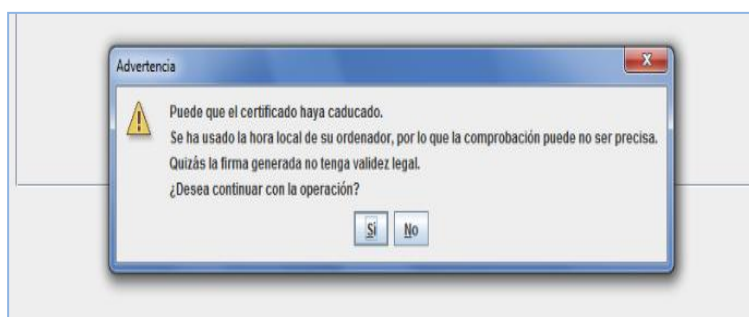 Advertencia
Puede que el certificado haya caducado.
Se ha usado la hora local de su ordenador, por lo que la comprobación puede no ser precisa.
Quizás la firma generada no tenga validez legal.
¿Desea continuar con la operación?
Sí No